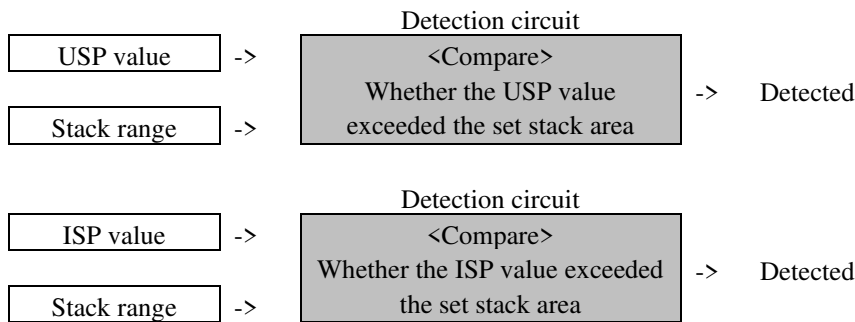 Detection circuit
USP value -> <Compare>
Whether the USP value -> Detected
Stack range -> exceeded the set stack area
Detection circuit
ISP value -> <Compare>
Whether the ISP value exceeded -> Detected
Stack range -> the set stack area